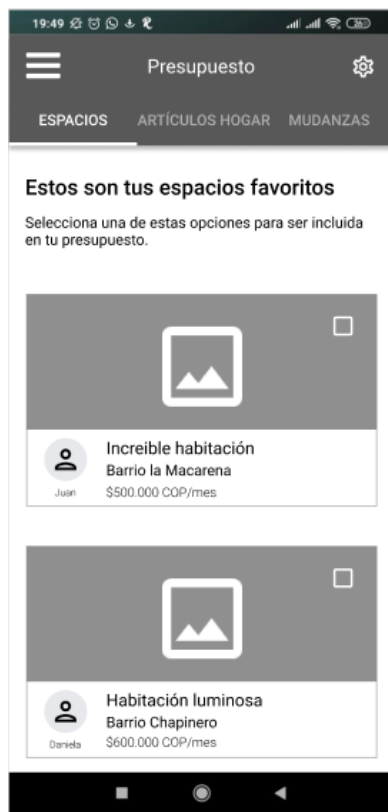 19:49
Presupuesto
ESPACIOS ARTÍCULOS HOGAR MUDANZAS
Estos son tus espacios favoritos
Selecciona una de estas opciones para ser incluida
en tu presupuesto.
Increible habitación
Barrio la Macarena
Juan $500.000 COP/mes
Habitación luminosa
Barrio Chapinero
Daniela $600.000 COP/mes